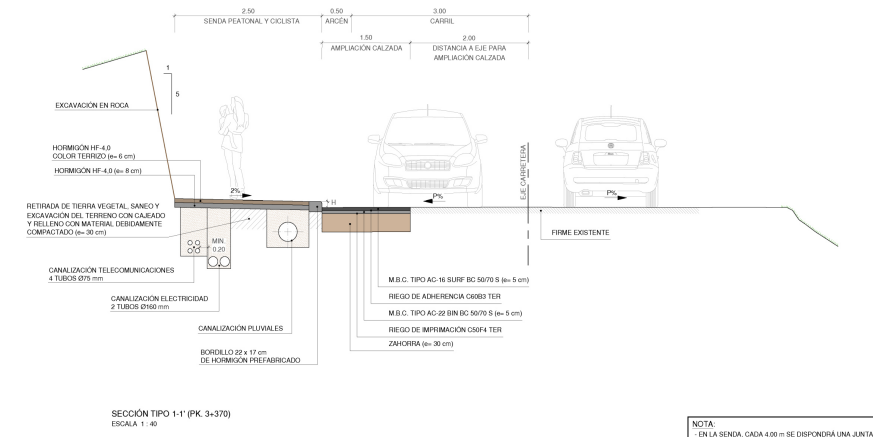 2.50
0.50
3.00
SENDA PEATONAL Y CICLISTA
ARCÉN
CARRIL
1.50
2.00
AMPLIACIÓN CALZADA
DISTANCIA A EJE PARA
AMPLIACIÓN CALZADA
1
5
EXCAVACIÓN EN ROCA
HORMIGÓN HF-4,0
COLOR TERRIZO (e= 6 cm)
HORMIGÓN HF-4,0 (e= 8 cm)
2%
H
P%
EJE CARRETERA
P%
RETIRADA DE TIERRA VEGETAL, SANEO Y
EXCAVACIÓN DEL TERRENO CON CAJEADO
Y RELLENO CON MATERIAL DEBIDAMENTE
COMPACTADO (e= 30 cm)
MIN.
0.20
FIRME EXISTENTE
CANALIZACIÓN TELECOMUNICACIONES
4 TUBOS Ø75 mm
CANALIZACIÓN ELECTRICIDAD
2 TUBOS Ø160 mm
CANALIZACIÓN PLUVIALES
BORDILLO 22 x 17 cm
DE HORMIGÓN PREFABRICADO
M.B.C. TIPO AC-16 SURF BC 50/70 S (e= 5 cm)
RIEGO DE ADHERENCIA C60B3 TER
M.B.C. TIPO AC-22 BIN BC 50/70 S (e= 5 cm)
RIEGO DE IMPRIMACIÓN C50F4 TER
ZAHORRA (e= 30 cm)
SECCIÓN TIPO 1-1' (PK. 3+370)
ESCALA 1 : 40
NOTA:
- EN LA SENDA, CADA 4,00 m SE DISPONDRÁ UNA JUNTA